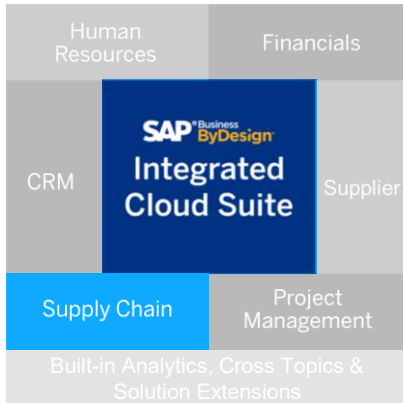 Human
Resources
Financials
SAP® Business
ByDesign
Integrated
Cloud Suite
CRM
Supplier
Supply Chain
Project
Management
Built-in Analytics, Cross Topics &
Solution Extensions